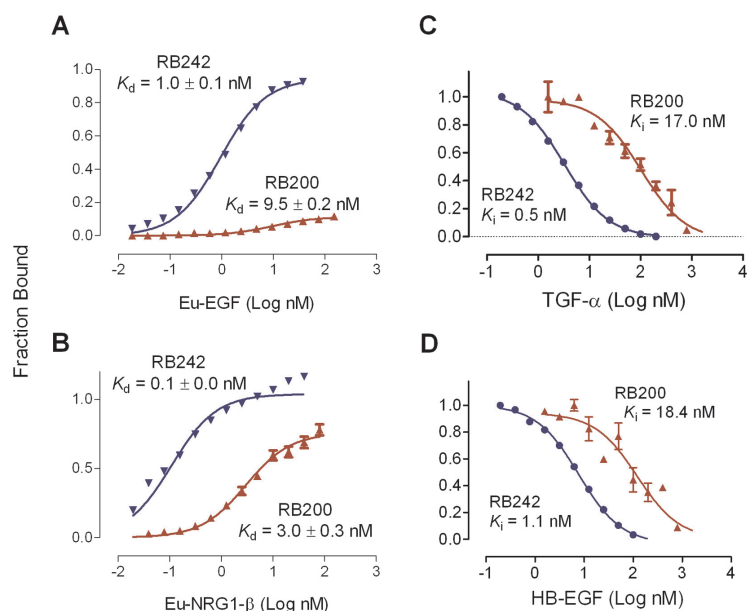 A
RB242
Kd = 1.0 ± 0.1 nM
1.0
0.8
0.6
0.4
0.2
0.0
RB200
Kd = 9.5 ± 0.2 nM
-2 -1 0 1 2 3
Eu-EGF (Log nM)
Fraction Bound
B
RB242
Kd = 0.1 ± 0.0 nM
1.0
0.5
0.0
RB200
Kd = 3.0 ± 0.3 nM
-2 -1 0 1 2 3
Eu-NRG1-β (Log nM)
C
RB200
Ki = 17.0 nM
1.0
0.8
0.6
0.4
0.2
0.0
RB242
Ki = 0.5 nM
-1 0 1 2 3 4
TGF-α (Log nM)
D
RB200
Ki = 18.4 nM
1.0
0.8
0.6
0.4
0.2
0.0
RB242
Ki = 1.1 nM
-1 0 1 2 3 4
HB-EGF (Log nM)